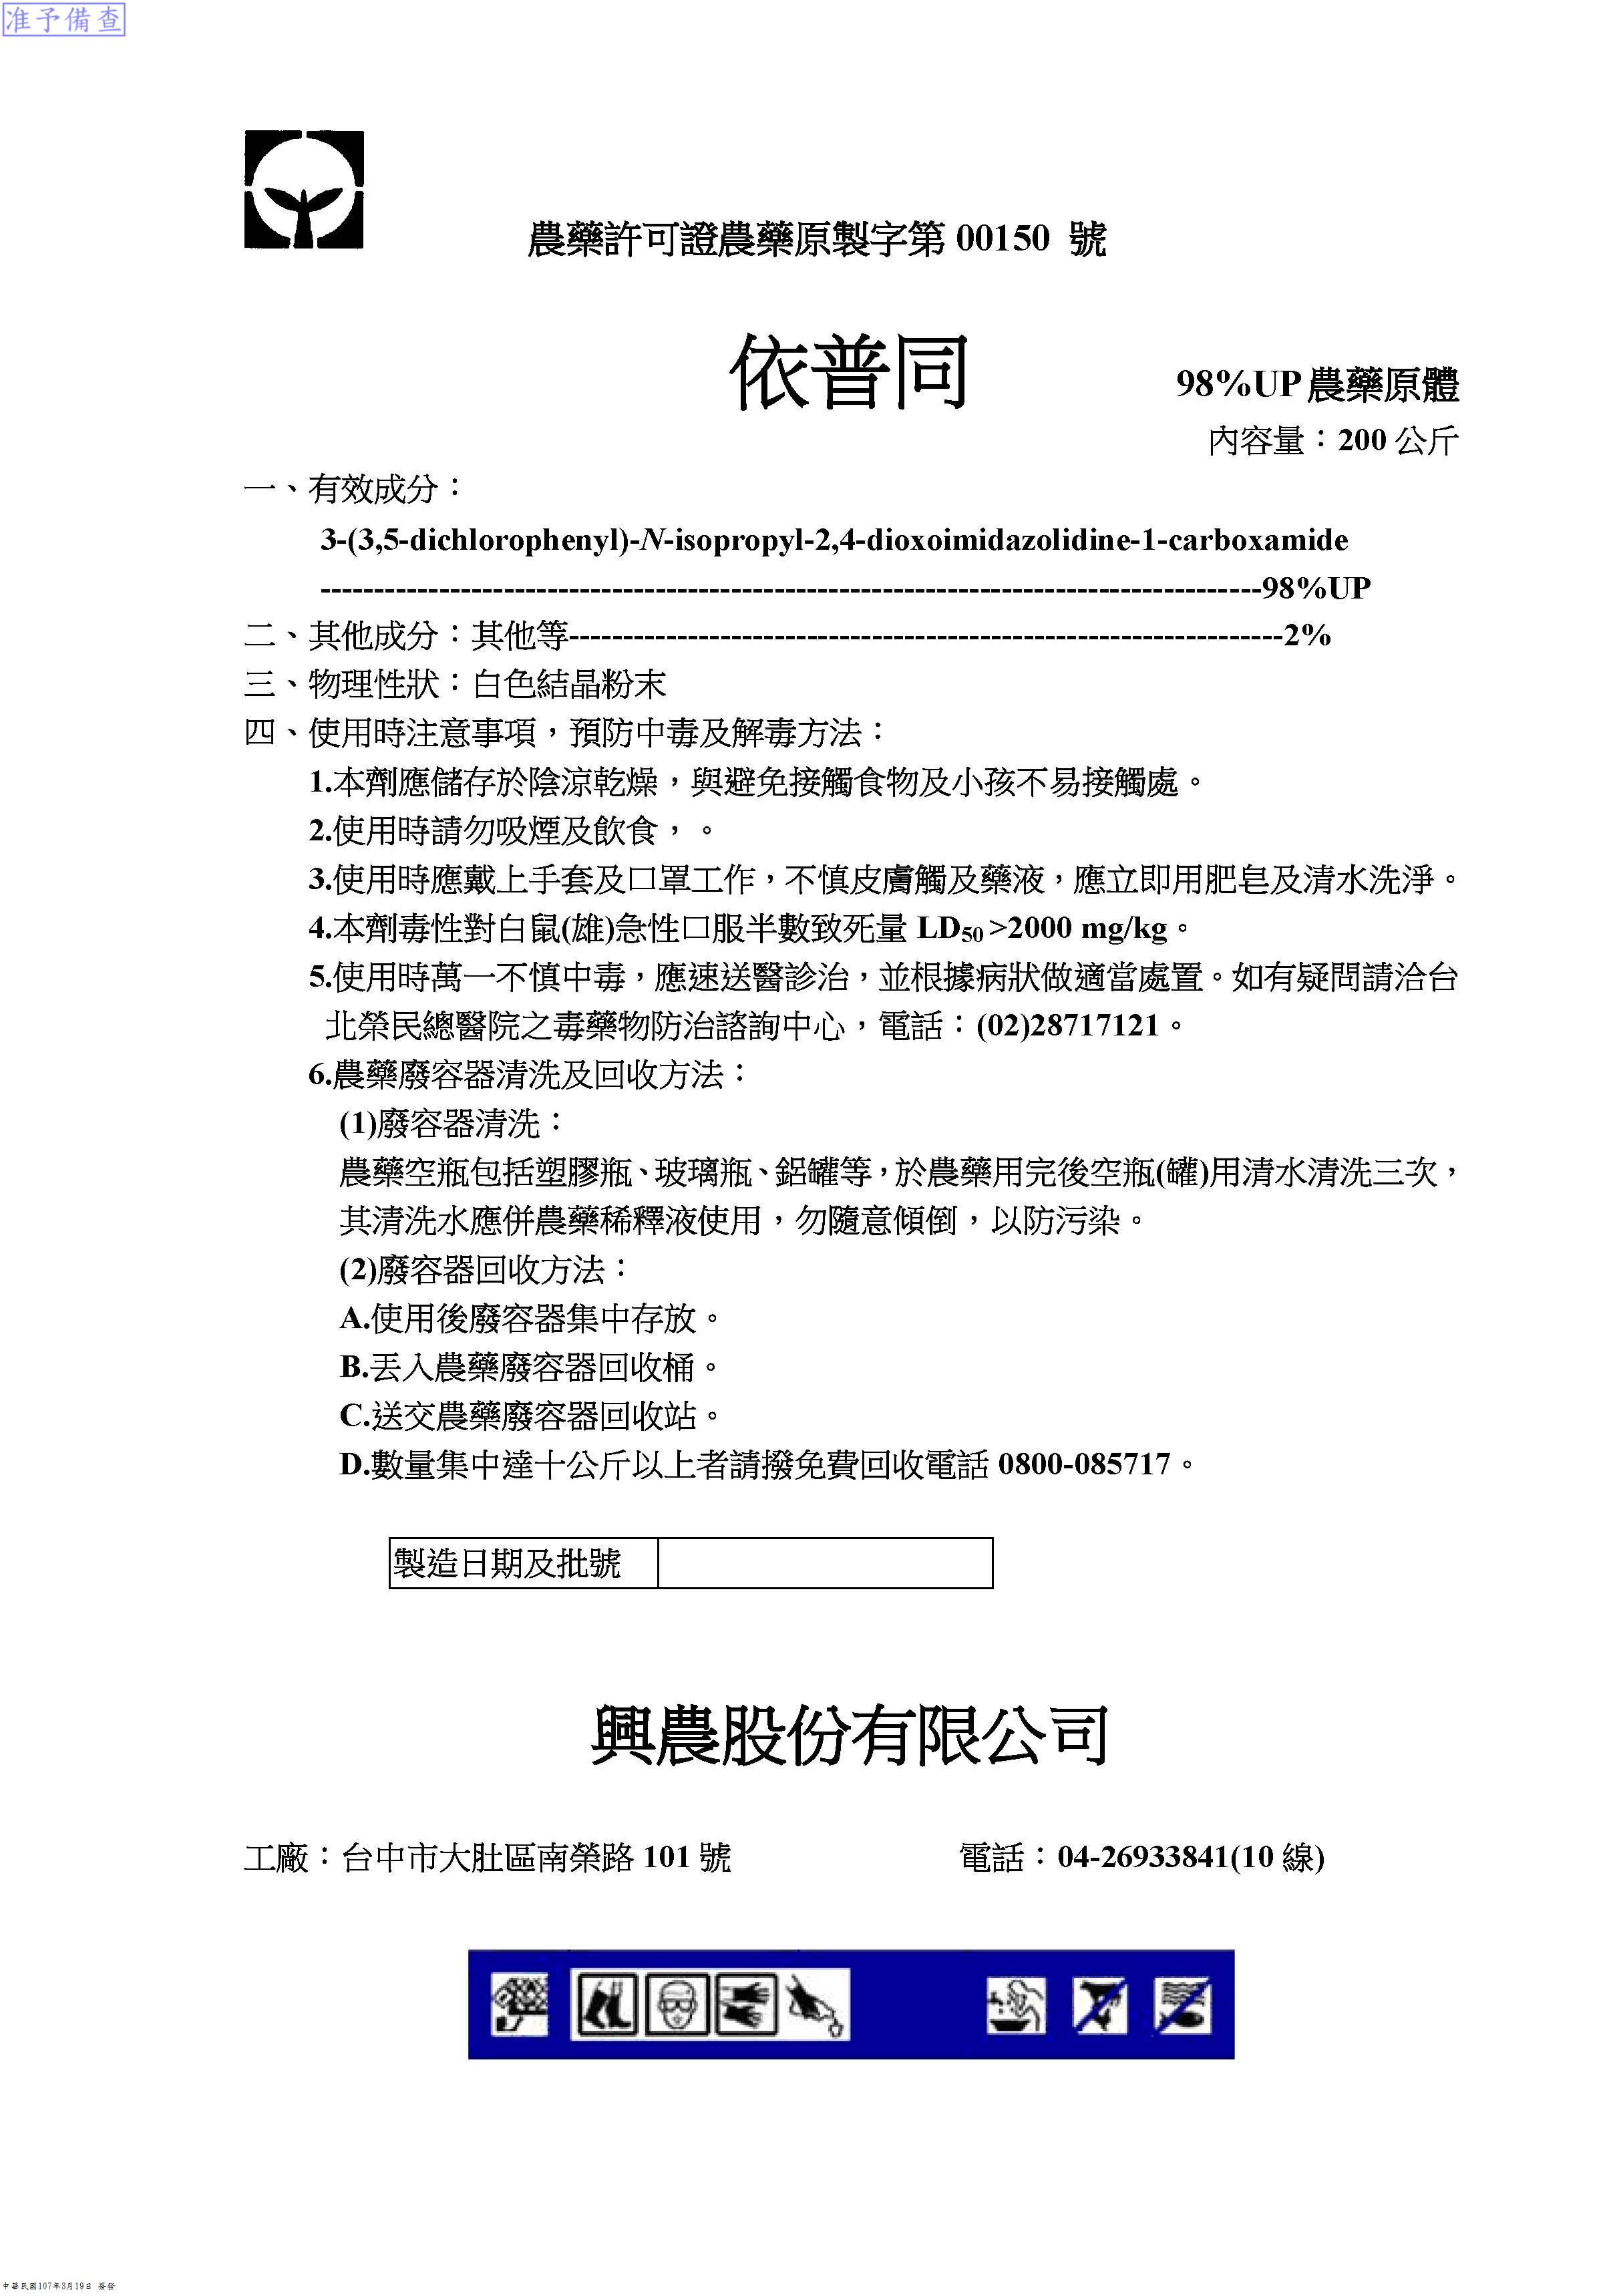 准予備查
農藥許可證農藥原製字第 00150 號
依普同
98%UP 農藥原體
內容量：200 公斤
一、有效成分：
3-(3,5-dichlorophenyl)-N-isopropyl-2,4-dioxoimidazolidine-1-carboxamide
---------------------------------------------------------------------------------------98%UP
二、其他成分：其他等------------------------------------------------------------------2%
三、物理性狀：白色結晶粉末
四、使用時注意事項，預防中毒及解毒方法：
1.本劑應儲存於陰涼乾燥，與避免接觸食物及小孩不易接觸處。
2.使用時請勿吸煙及飲食，。
3.使用時應戴上手套及口罩工作，不慎皮膚觸及藥液，應立即用肥皂及清水洗淨。
4.本劑毒性對白鼠(雄)急性口服半數致死量 LD50 >2000 mg/kg。
5.使用時萬一不慎中毒，應速送醫診治，並根據病狀做適當處置。如有疑問請洽台
北榮民總醫院之毒藥物防治諮詢中心，電話：(02)28717121。
6.農藥廢容器清洗及回收方法：
(1)廢容器清洗：
農藥空瓶包括塑膠瓶、玻璃瓶、鋁罐等，於農藥用完後空瓶(罐)用清水清洗三次，
其清洗水應併農藥稀釋液使用，勿隨意傾倒，以防污染。
(2)廢容器回收方法：
A.使用後廢容器集中存放。
B.丟入農藥廢容器回收桶。
C.送交農藥廢容器回收站。
D.數量集中達十公斤以上者請撥免費回收電話 0800-085717。
製造日期及批號
興農股份有限公司
工廠：台中市大肚區南榮路 101 號 電話：04-26933841(10 線)
中華民國107年3月19日 簽發